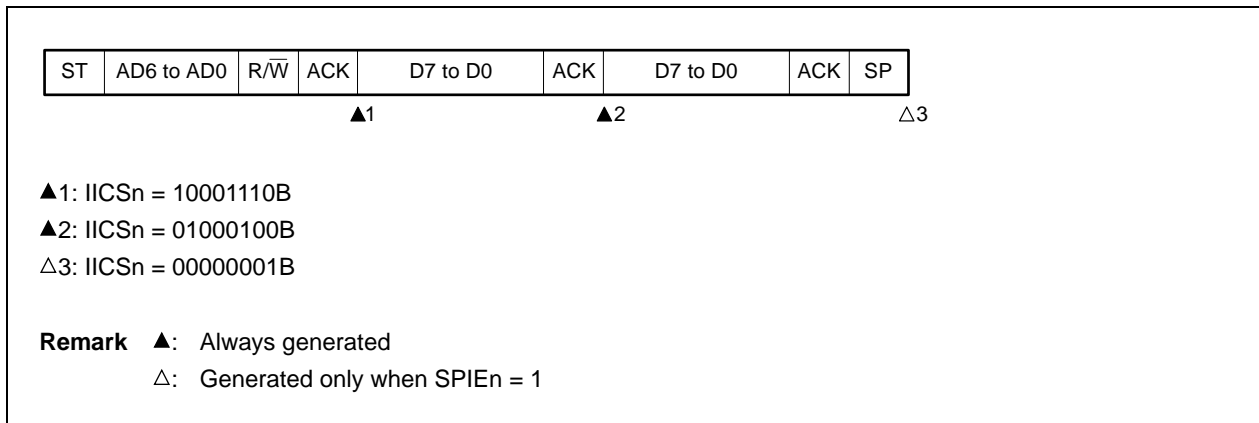 ST AD6 to AD0 R/W̅ ACK D7 to D0 ACK D7 to D0 ACK SP
▲1 ▲2 △3
▲1: IICSn = 10001110B
▲2: IICSn = 01000100B
△3: IICSn = 00000001B
Remark ▲: Always generated
△: Generated only when SPIEn = 1